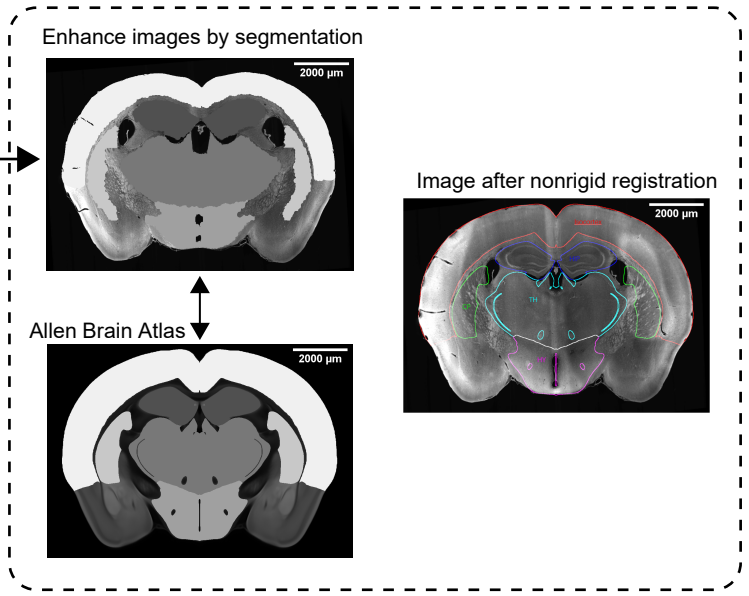 Enhance images by segmentation
2000 µm
Image after nonrigid registration
2000 µm
TH
Allen Brain Atlas
2000 µm